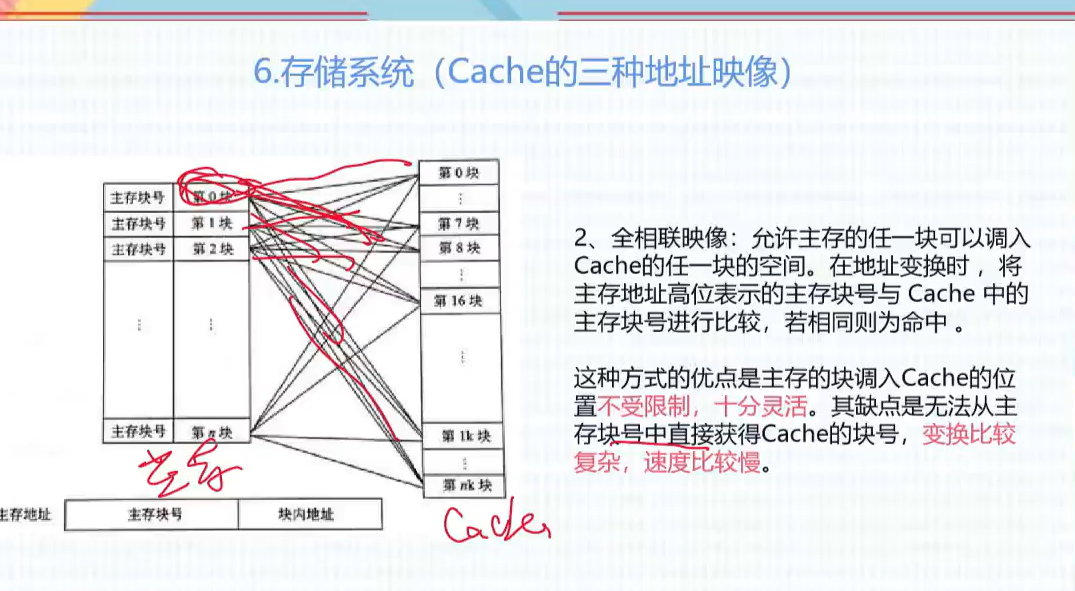 6.存储系统（Cache的三种地址映像）
主存块号 第0块
主存块号 第1块
主存块号 第2块
⋮ ⋮
主存块号 第n块
主存
第0块
⋮
第7块
第8块
⋮
第16块
⋮
第1k块
⋮
第nk块
Cache
主存地址 主存块号 块内地址
2、全相联映像：允许主存的任一块可以调入
Cache的任一块的空间。在地址变换时，将
主存地址高位表示的主存块号与 Cache 中的
主存块号进行比较，若相同则为命中 。
这种方式的优点是主存的块调入Cache的位
置不受限制，十分灵活。其缺点是无法从主
存块号中直接获得Cache的块号，变换比较
复杂，速度比较慢。